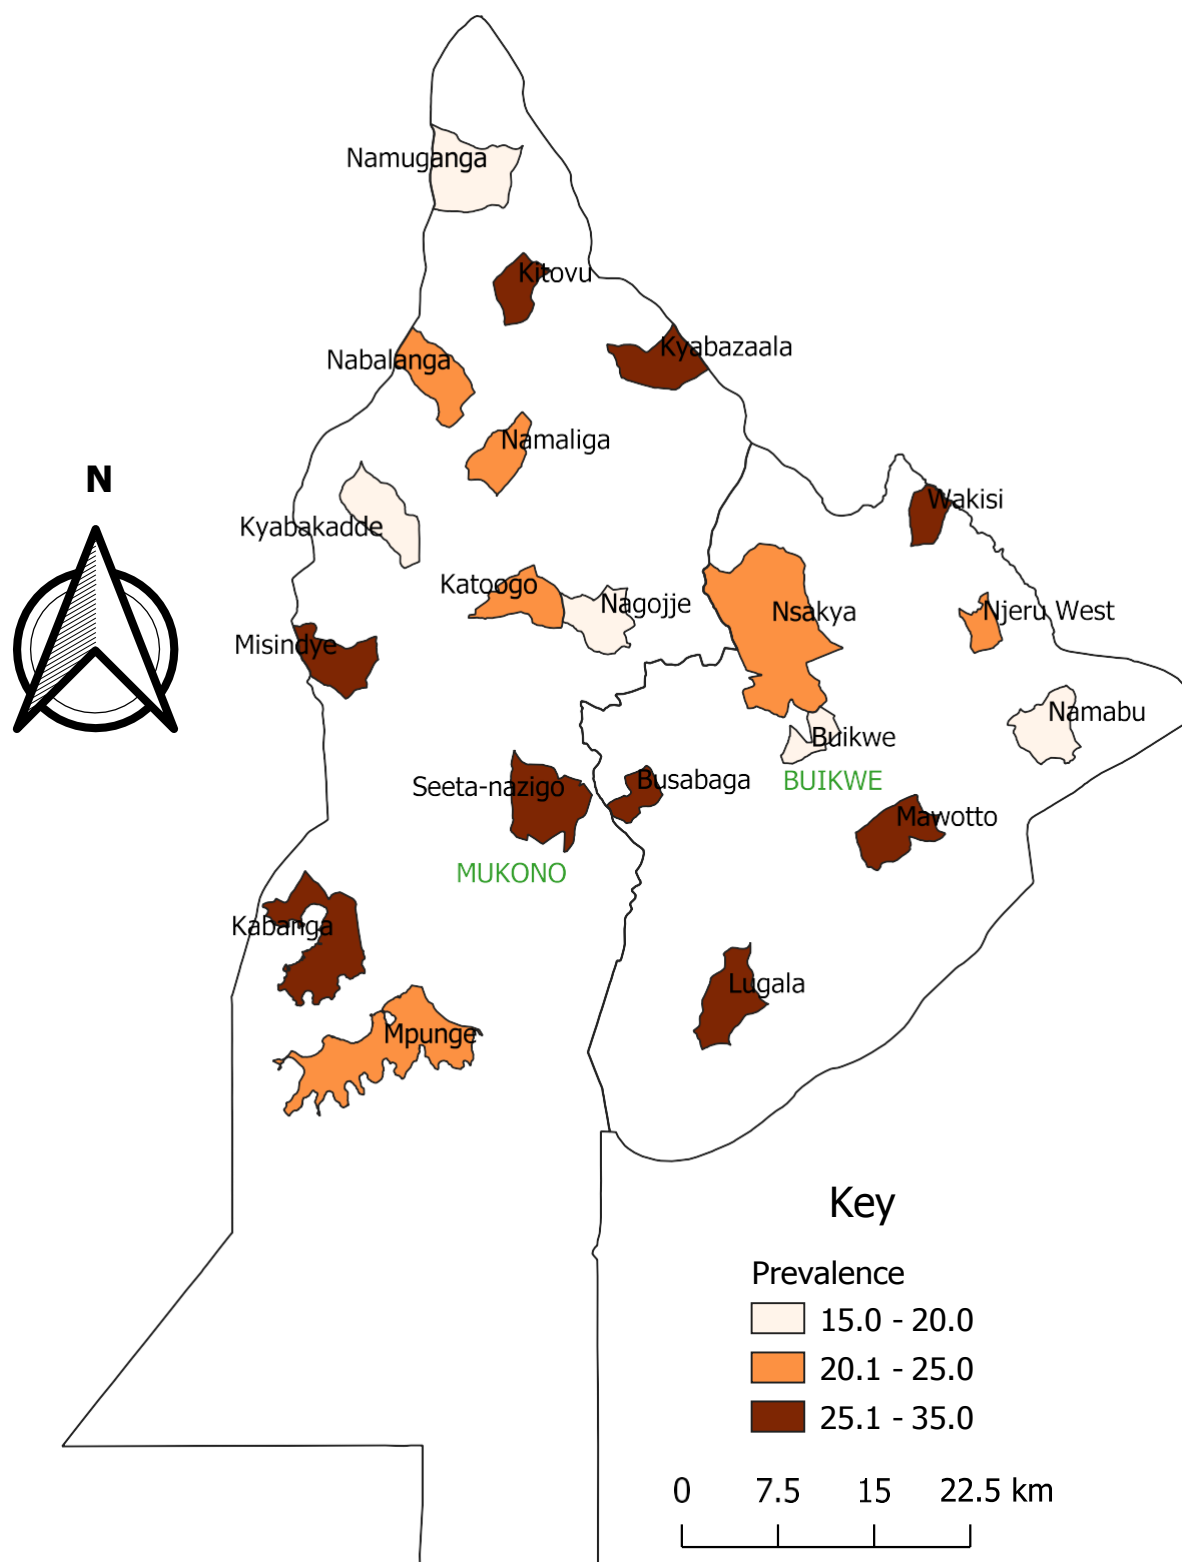 Namuganga
Kitovu
Kyabazaala
Nabalanga
Namaliga
N
Wakisi
Kyabakadde
Katoogo
Nagojje
Nsakya
Njeru West
Misindye
Namabu
Buikwe
BUIKWE
Seeta-nazigo
Busabaga
Mawotto
MUKONO
Kabanga
Lugala
Mpunge
Key
Prevalence
15.0 - 20.0
20.1 - 25.0
25.1 - 35.0
0 7.5 15 22.5 km